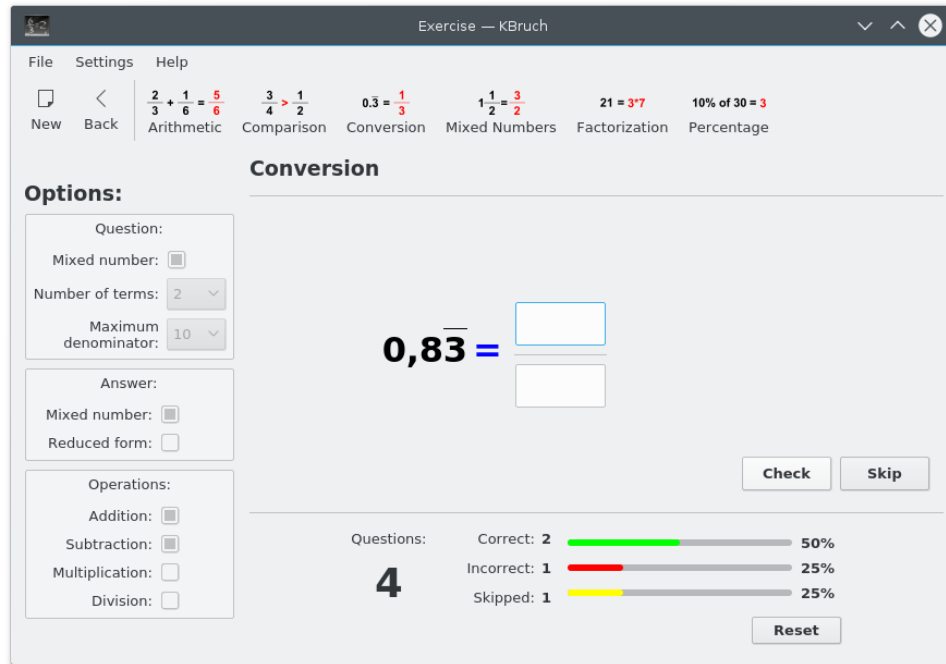 Exercise — KBruch
File Settings Help
New Back
2/3 + 1/6 = 5/6 Arithmetic
3/4 > 1/2 Comparison
0.3̅ = 1/3 Conversion
1 1/2 = 3/2 Mixed Numbers
21 = 3*7 Factorization
10% of 30 = 3 Percentage
Conversion
Options:
Question:
Mixed number:
Number of terms: 2
Maximum
denominator: 10
Answer:
Mixed number:
Reduced form:
Operations:
Addition:
Subtraction:
Multiplication:
Division:
0,83̅ =
Check Skip
Questions:
4
Correct: 2 50%
Incorrect: 1 25%
Skipped: 1 25%
Reset